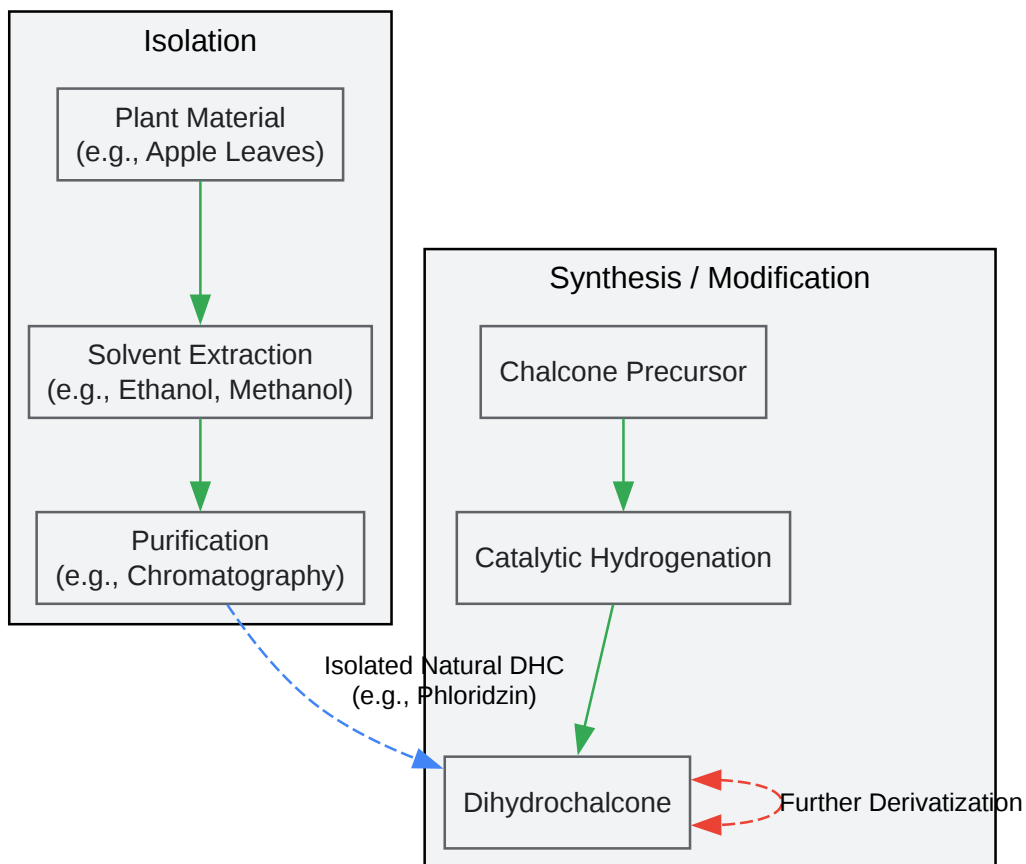 Isolation
Plant Material
(e.g., Apple Leaves)
Solvent Extraction
(e.g., Ethanol, Methanol)
Purification
(e.g., Chromatography)
Synthesis / Modification
Chalcone Precursor
Catalytic Hydrogenation
Isolated Natural DHC
(e.g., Phloridzin)
Dihydrochalcone
Further Derivatization